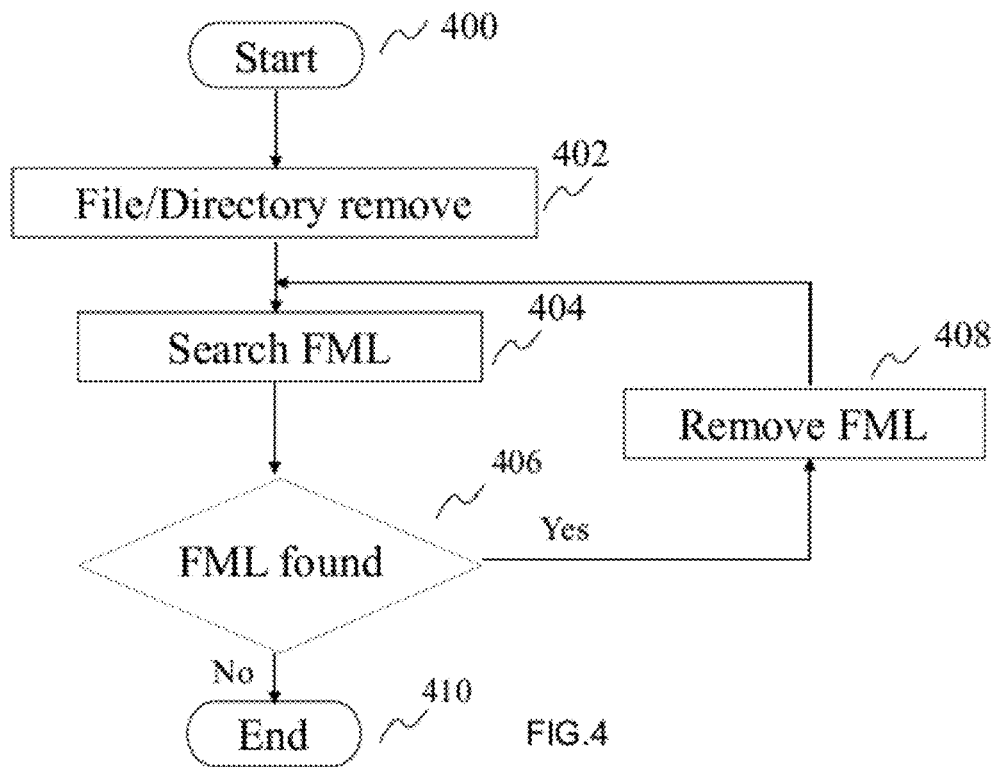 Start
400
File/Directory remove
402
Search FML
404
Remove FML
408
FML found
406
Yes
No
End
410
FIG.4